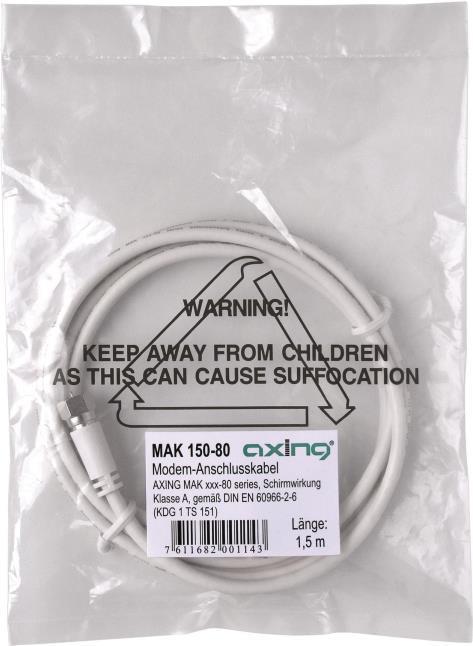 WARNING!
KEEP AWAY FROM CHILDREN
AS THIS CAN CAUSE SUFFOCATION
MAK 150-80 axing®
Modem-Anschlusskabel
AXING MAK xxx-80 series, Schirmwirkung
Klasse A, gemäß DIN EN 60966-2-6
(KDG 1 TS 151)
Länge:
1,5 m
7 611682 001143